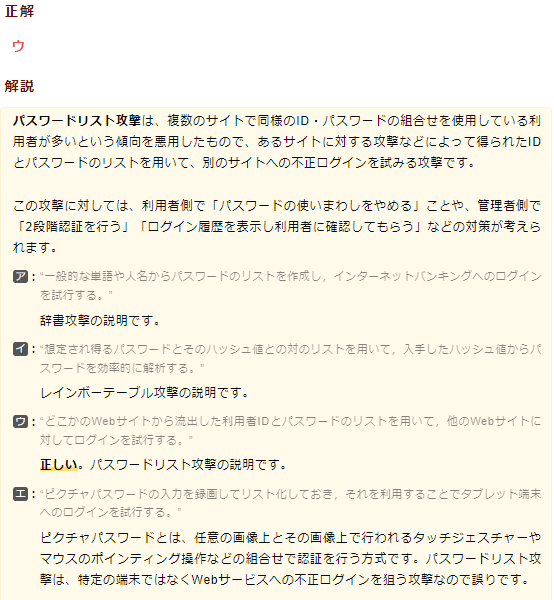 正解
ウ
解説
パスワードリスト攻撃は、複数のサイトで同様のID・パスワードの組合せを使用している利
用者が多いという傾向を悪用したもので、あるサイトに対する攻撃などによって得られたID
とパスワードのリストを用いて、別のサイトへの不正ログインを試みる攻撃です。
この攻撃に対しては、利用者側で「パスワードの使いまわしをやめる」ことや、管理者側で
「2段階認証を行う」「ログイン履歴を表示し利用者に確認してもらう」などの対策が考えら
れます。
ア：“一般的な単語や人名からパスワードのリストを作成し，インターネットバンキングへのログイン
を試行する。”
辞書攻撃の説明です。
イ：“想定され得るパスワードとそのハッシュ値との対のリストを用いて，入手したハッシュ値からパ
スワードを効率的に解析する。”
レインボーテーブル攻撃の説明です。
ウ：“どこかのWebサイトから流出した利用者IDとパスワードのリストを用いて，他のWebサイトに
対してログインを試行する。”
正しい。パスワードリスト攻撃の説明です。
エ：“ピクチャパスワードの入力を録画してリスト化しておき，それを利用することでタブレット端末
へのログインを試行する。”
ピクチャパスワードとは、任意の画像上とその画像上で行われるタッチジェスチャーや
マウスのポインティング操作などの組合せで認証を行う方式です。パスワードリスト攻
撃は、特定の端末ではなくWebサービスへの不正ログインを狙う攻撃なので誤りです。